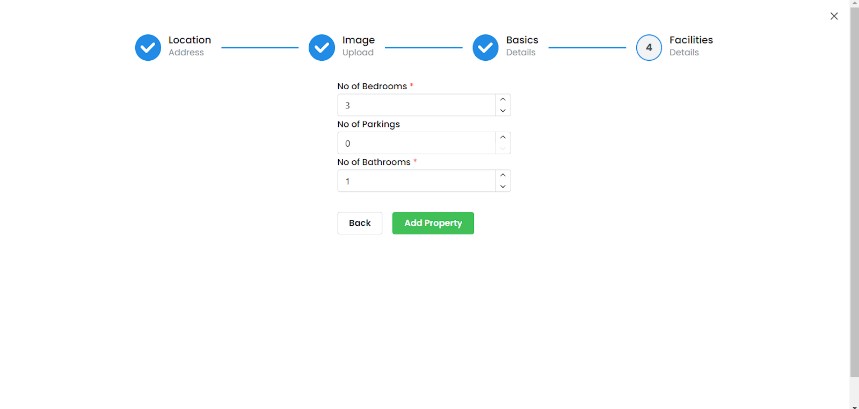 Location
Address
Image
Upload
Basics
Details
4
Facilities
Details
No of Bedrooms *
3
No of Parkings
0
No of Bathrooms *
1
Back
Add Property